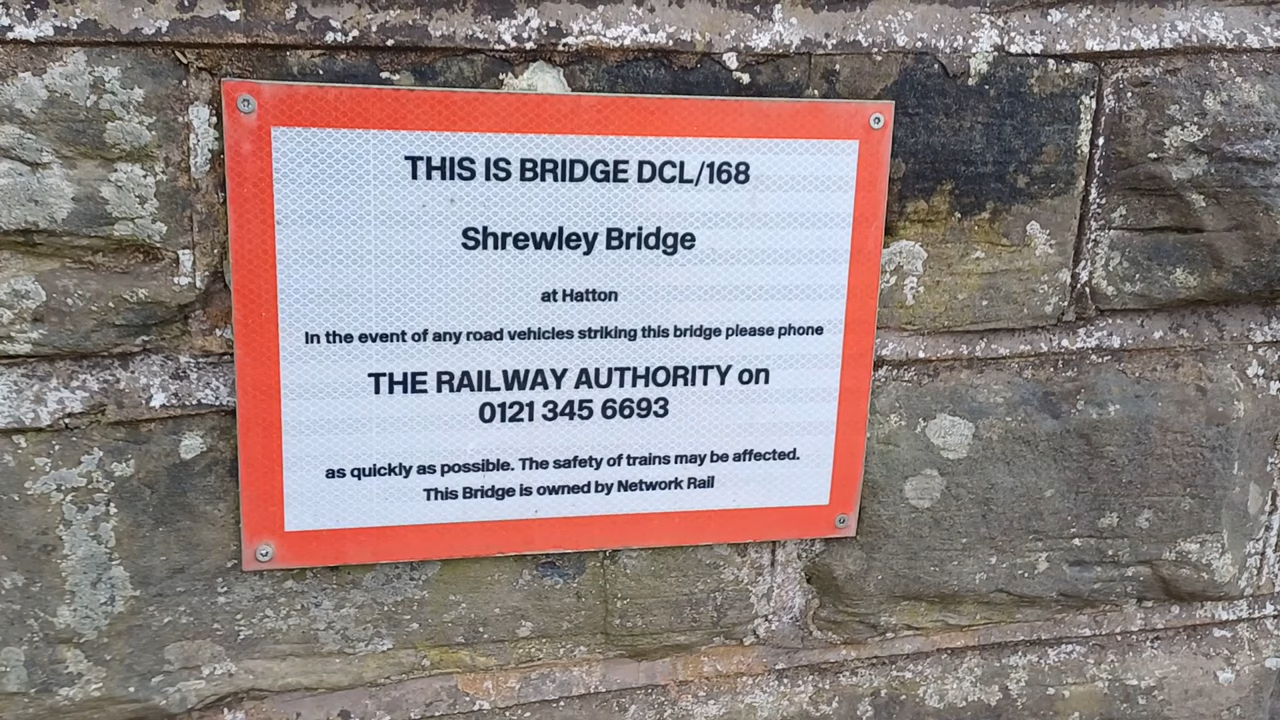 THIS IS BRIDGE DCL/168
Shrewley Bridge
at Hatton
In the event of any road vehicles striking this bridge please phone
THE RAILWAY AUTHORITY on
0121 345 6693
as quickly as possible. The safety of trains may be affected.
This Bridge is owned by Network Rail